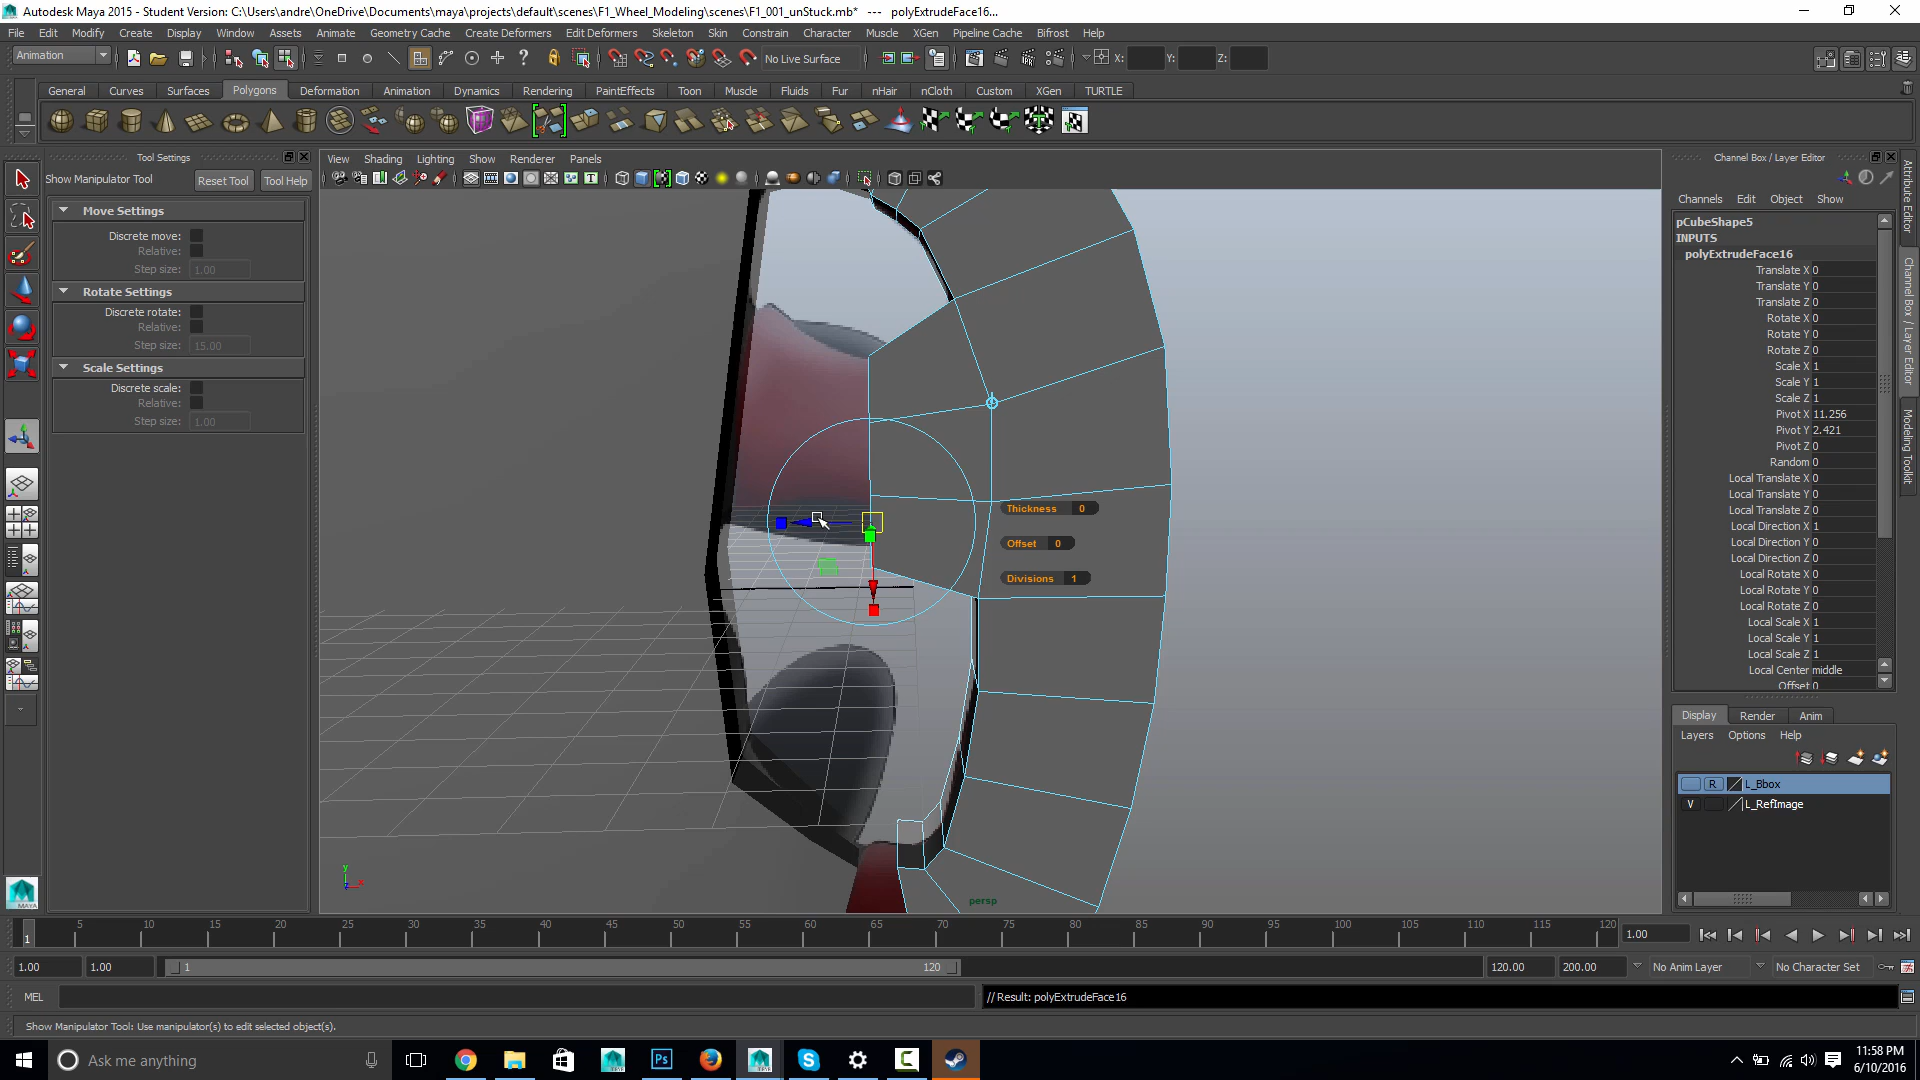 Autodesk Maya 2015 - Student Version: C:\Users\andre\OneDrive\Documents\maya\projects\default\scenes\F1_Wheel_Modeling\scenes\F1_001_unStuck.mb* --- polyExtrudeFace16...
File Edit Modify Create Display Window Assets Animate Geometry Cache Create Deformers Edit Deformers Skeleton Skin Constrain Character Muscle XGen Pipeline Cache Bifrost Help
Animation No Live Surface X: Y: Z:
General Curves Surfaces Polygons Deformation Animation Dynamics Rendering PaintEffects Toon Muscle Fluids Fur nHair nCloth Custom XGen TURTLE
Tool Settings
Show Manipulator Tool Reset Tool Tool Help
Move Settings
Discrete move:
Relative:
Step size: 1.00
Rotate Settings
Discrete rotate:
Relative:
Step size: 15.00
Scale Settings
Discrete scale:
Relative:
Step size: 1.00
View Shading Lighting Show Renderer Panels
Thickness 0
Offset 0
Divisions 1
y
x
persp
Channel Box / Layer Editor
Channels Edit Object Show
pCubeShape5
INPUTS
polyExtrudeFace16
Translate X 0
Translate Y 0
Translate Z 0
Rotate X 0
Rotate Y 0
Rotate Z 0
Scale X 1
Scale Y 1
Scale Z 1
Pivot X 11.256
Pivot Y 2.421
Pivot Z 0
Random 0
Local Translate X 0
Local Translate Y 0
Local Translate Z 0
Local Direction X 1
Local Direction Y 0
Local Direction Z 0
Local Rotate X 0
Local Rotate Y 0
Local Rotate Z 0
Local Scale X 1
Local Scale Y 1
Local Scale Z 1
Local Center middle
Offset 0
Display Render Anim
Layers Options Help
R L_Bbox
V L_RefImage
Attribute Editor
Channel Box / Layer Editor
Modeling Toolkit
1 5 10 15 20 25 30 35 40 45 50 55 60 65 70 75 80 85 90 95 100 105 110 115 120 1.00
1.00 1.00 1 120 120.00 200.00 No Anim Layer No Character Set
MEL // Result: polyExtrudeFace16
Show Manipulator Tool: Use manipulator(s) to edit selected object(s).
Ask me anything
11:58 PM
6/10/2016